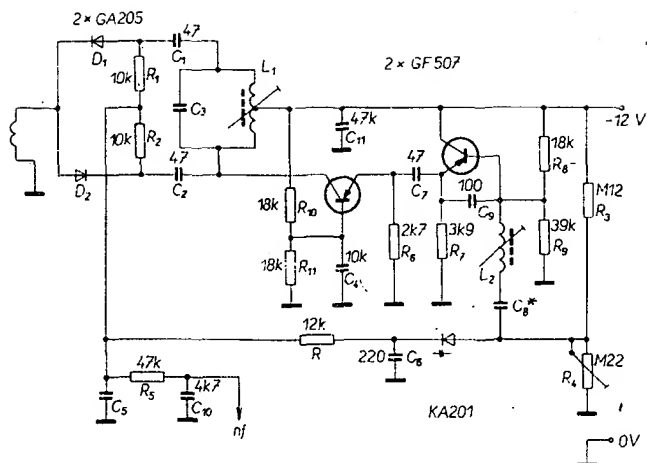 2 x GA205
47
C1
D1
10k
R1
10k
R2
C3
L1
2 x GF507
47k
C11
-12 V
18k
R8
M12
R3
47
C2
D2
47
C7
100
C9
18k
R10
18k
R11
10k
C4
2k7
R6
3k9
R7
L2
39k
R9
C8*
12k
R
220
C6
KA201
M22
R4
47k
R5
4k7
C10
C5
nf
0V